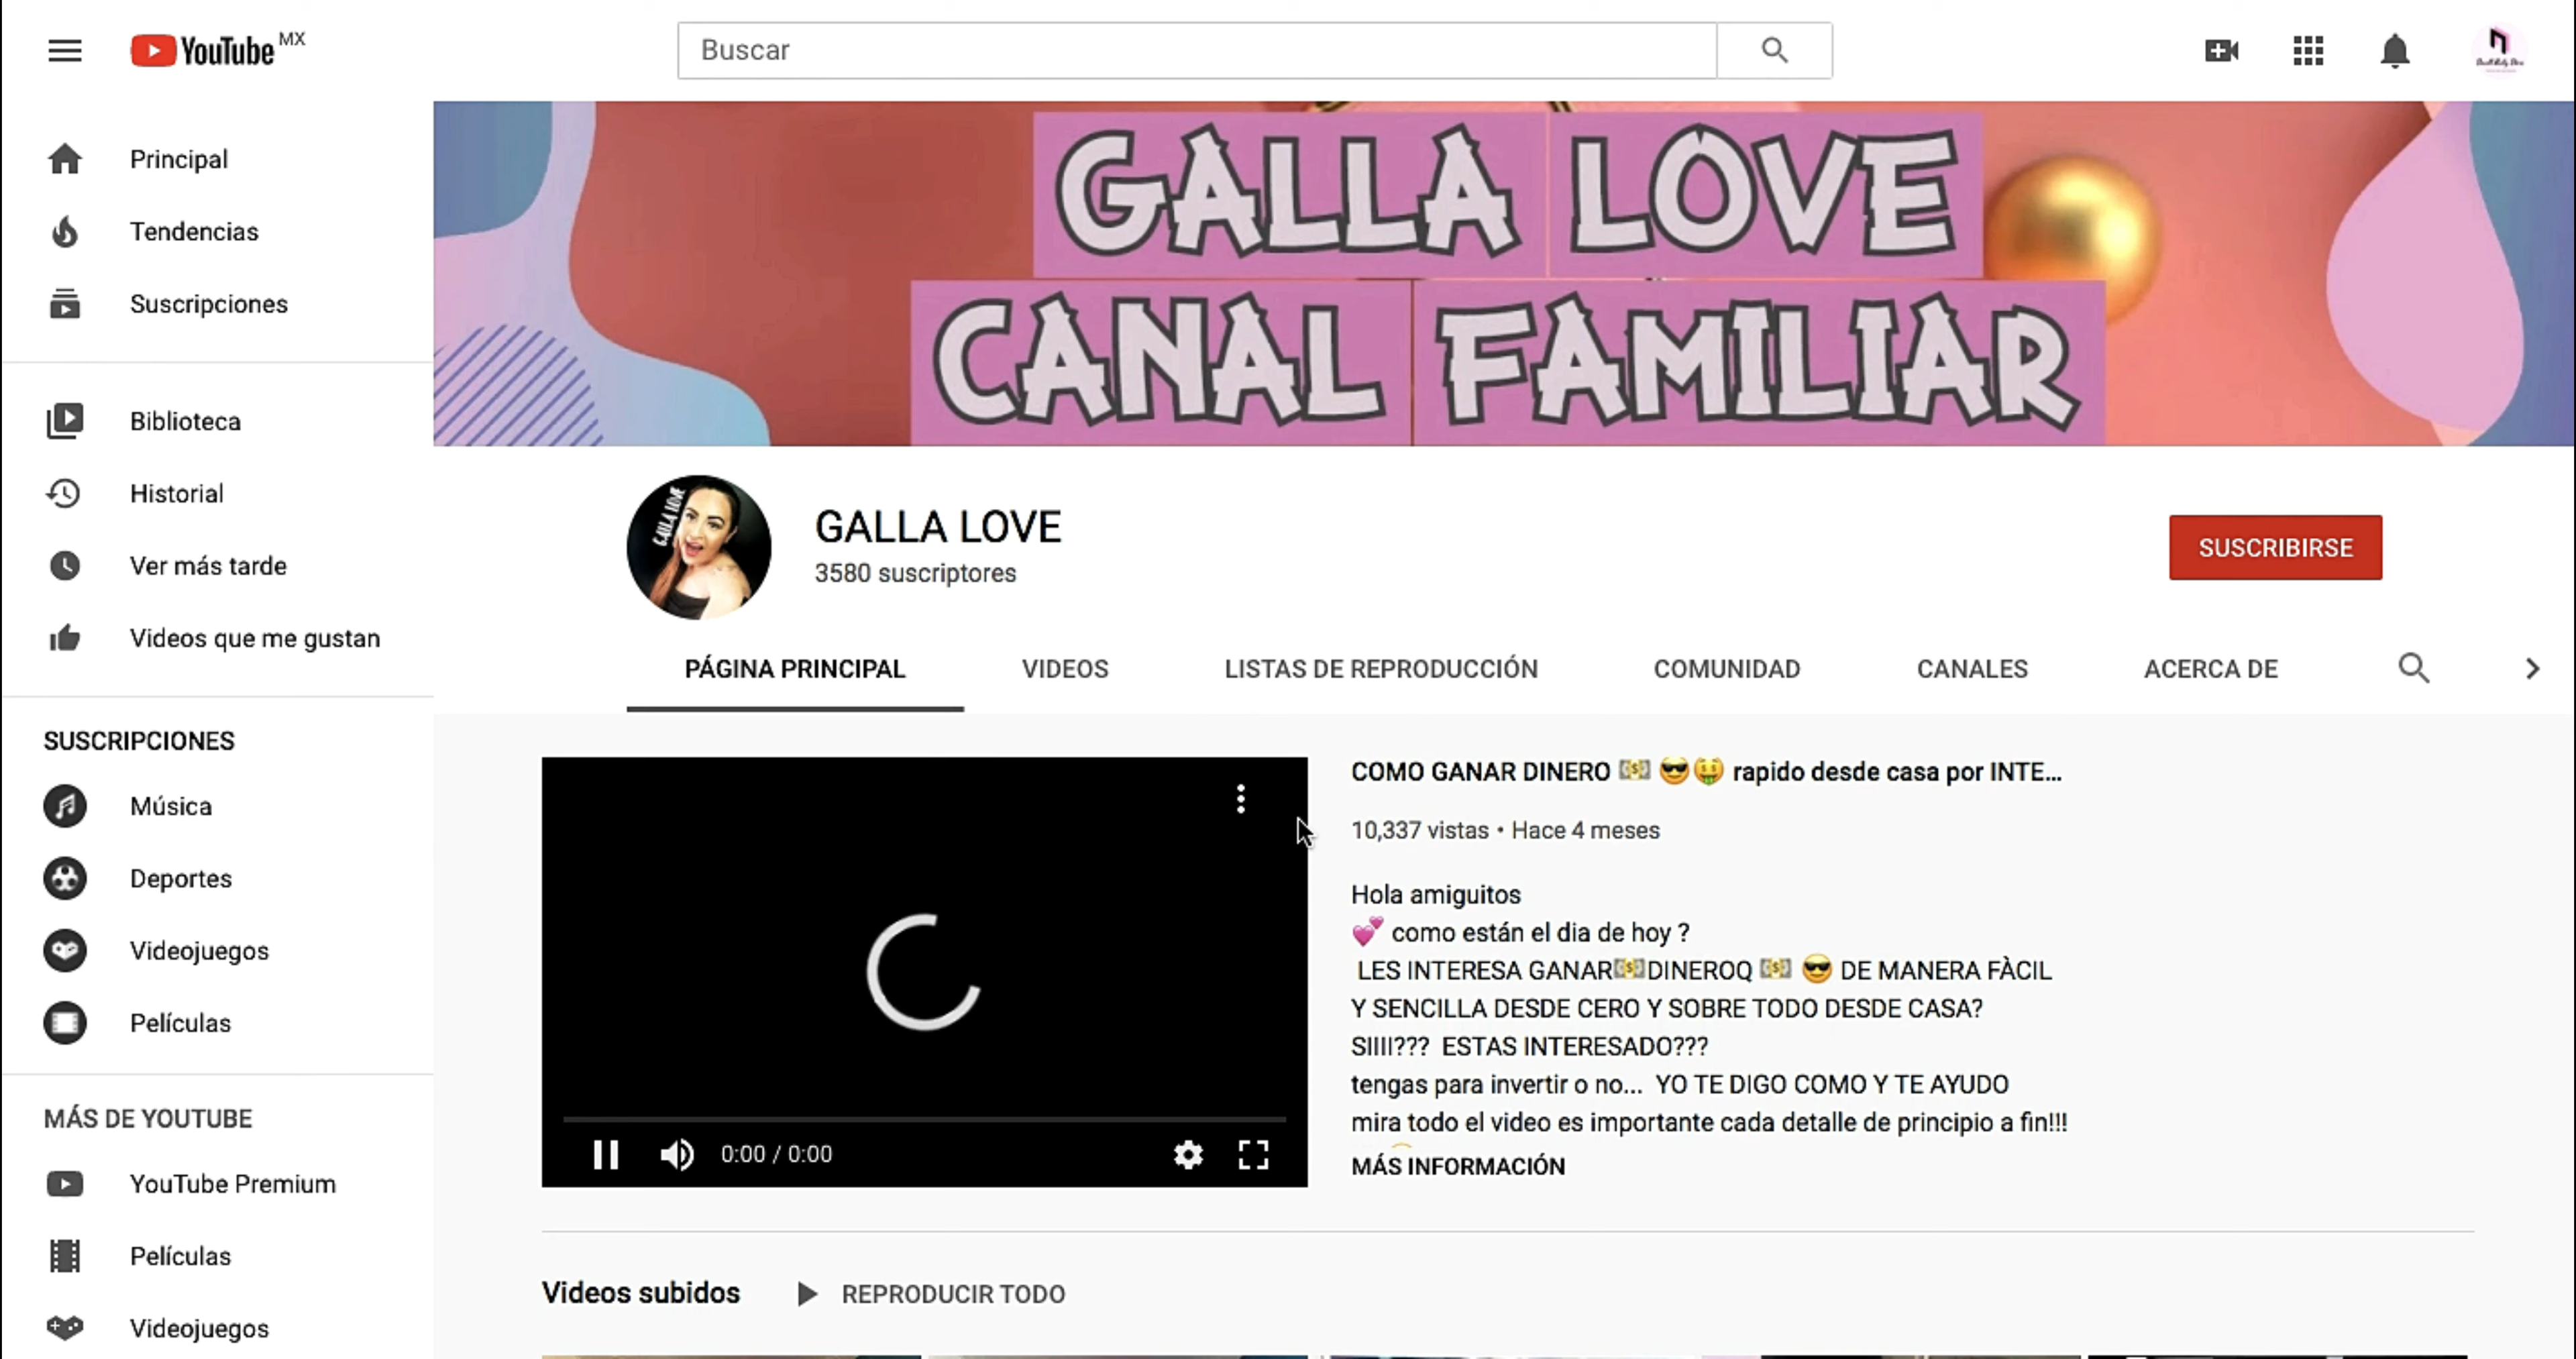 YouTube MX
Buscar
Principal
Tendencias
Suscripciones
Biblioteca
Historial
Ver más tarde
Videos que me gustan
SUSCRIPCIONES
Música
Deportes
Videojuegos
Películas
MÁS DE YOUTUBE
YouTube Premium
Películas
Videojuegos
GALLA LOVE
CANAL FAMILIAR
GALLA LOVE
GALLA LOVE
3580 suscriptores
SUSCRIBIRSE
PÁGINA PRINCIPAL VIDEOS LISTAS DE REPRODUCCIÓN COMUNIDAD CANALES ACERCA DE
0:00 / 0:00
COMO GANAR DINERO 💵 😎🤑 rapido desde casa por INTE...
10,337 vistas • Hace 4 meses
Hola amiguitos
💕 como están el dia de hoy ?
LES INTERESA GANAR💵DINEROQ 💵 😎 DE MANERA FÀCIL
Y SENCILLA DESDE CERO Y SOBRE TODO DESDE CASA?
SIIII??? ESTAS INTERESADO???
tengas para invertir o no... YO TE DIGO COMO Y TE AYUDO
mira todo el video es importante cada detalle de principio a fin!!!
MÁS INFORMACIÓN
Videos subidos REPRODUCIR TODO